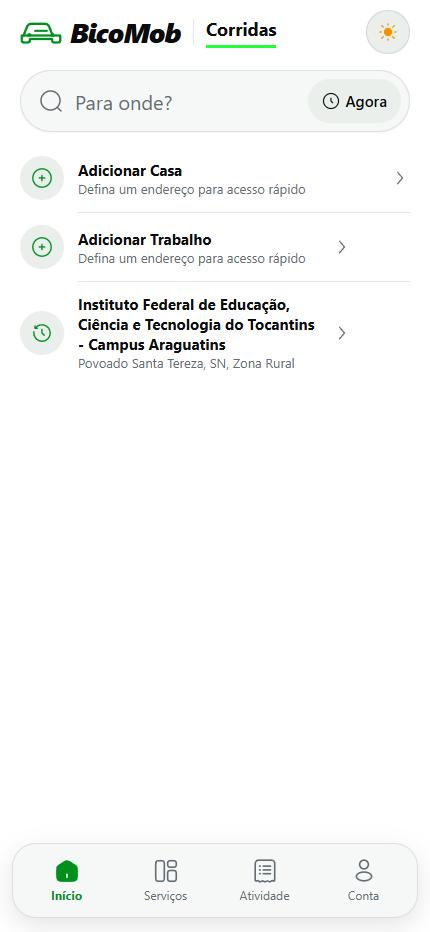 BicoMob
Corridas
Para onde?
Agora
Adicionar Casa
Defina um endereço para acesso rápido
Adicionar Trabalho
Defina um endereço para acesso rápido
Instituto Federal de Educação,
Ciência e Tecnologia do Tocantins
- Campus Araguatins
Povoado Santa Tereza, SN, Zona Rural
Início
Serviços
Atividade
Conta